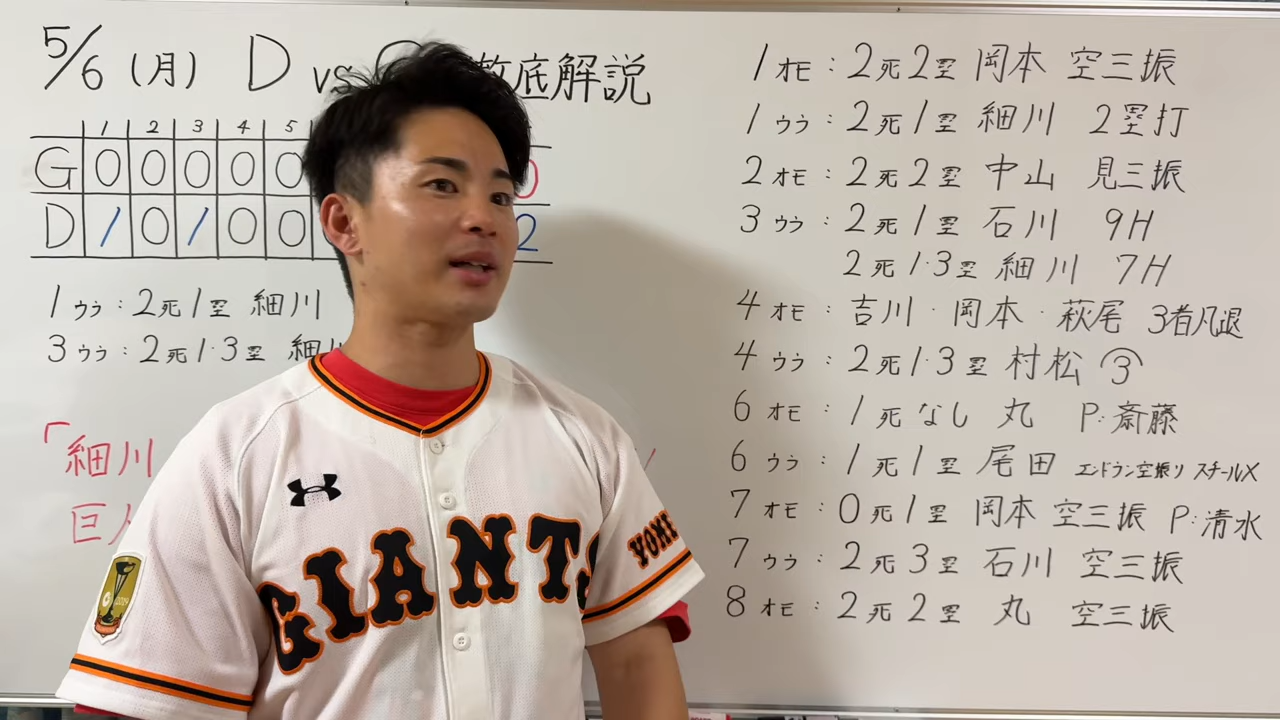 5/6 (月) D vs 徹底解説
1 2 3 4 5
G 0 0 0 0 0 0
D 1 0 1 0 0 2
1ウラ:2死1塁 細川
3ウラ:2死1・3塁 細川
「細川
巨人
GIANTS
1オモ:2死2塁 岡本 空三振
1ウラ:2死1塁 細川 2塁打
2オモ:2死2塁 中山 見三振
3ウラ:2死1塁 石川 9H
2死1・3塁 細川 7H
4オモ:吉川・岡本・萩尾 3者凡退
4ウラ:2死1・3塁 村松 ③
6オモ:1死なし 丸 P:斎藤
6ウラ:1死1塁 尾田 エンドラン空振り スチールX
7オモ:0死1塁 岡本 空三振 P:清水
7ウラ:2死3塁 石川 空三振
8オモ:2死2塁 丸 空三振